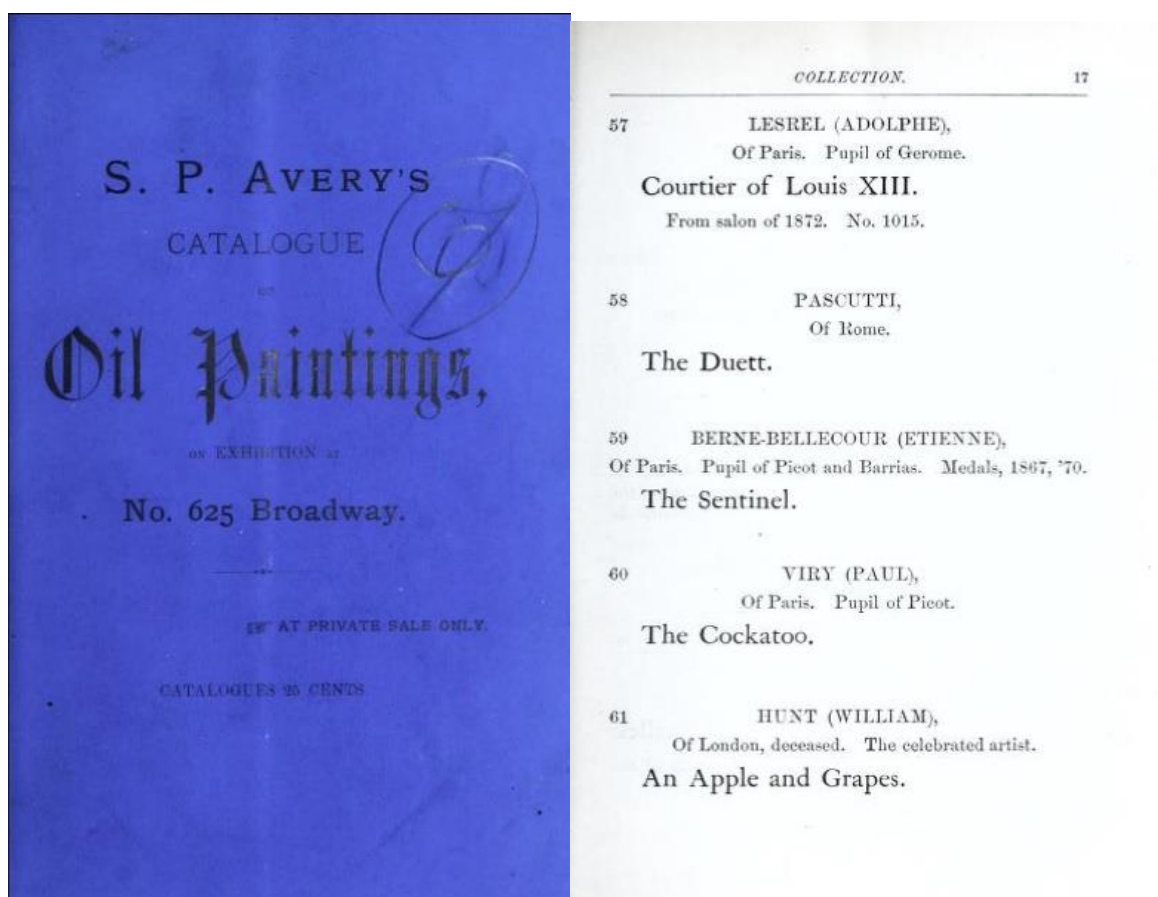 S. P. AVERY'S
CATALOGUE
OF
Oil Paintings,
ON EXHIBITION AT
No. 625 Broadway.
☞ AT PRIVATE SALE ONLY.
CATALOGUES 25 CENTS
COLLECTION. 17
57 LESREL (ADOLPHE),
Of Paris. Pupil of Gerome.
Courtier of Louis XIII.
From salon of 1872. No. 1015.
58 PASCUTTI,
Of Rome.
The Duett.
59 BERNE-BELLECOUR (ETIENNE),
Of Paris. Pupil of Picot and Barrias. Medals, 1867, '70.
The Sentinel.
60 VIRY (PAUL),
Of Paris. Pupil of Picot.
The Cockatoo.
61 HUNT (WILLIAM),
Of London, deceased. The celebrated artist.
An Apple and Grapes.